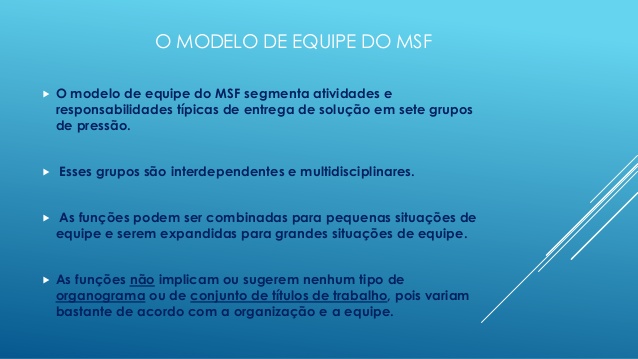 O MODELO DE EQUIPE DO MSF
O modelo de equipe do MSF segmenta atividades e
responsabilidades típicas de entrega de solução em sete grupos
de pressão.
Esses grupos são interdependentes e multidisciplinares.
As funções podem ser combinadas para pequenas situações de
equipe e serem expandidas para grandes situações de equipe.
As funções não implicam ou sugerem nenhum tipo de
organograma ou de conjunto de títulos de trabalho, pois variam
bastante de acordo com a organização e a equipe.